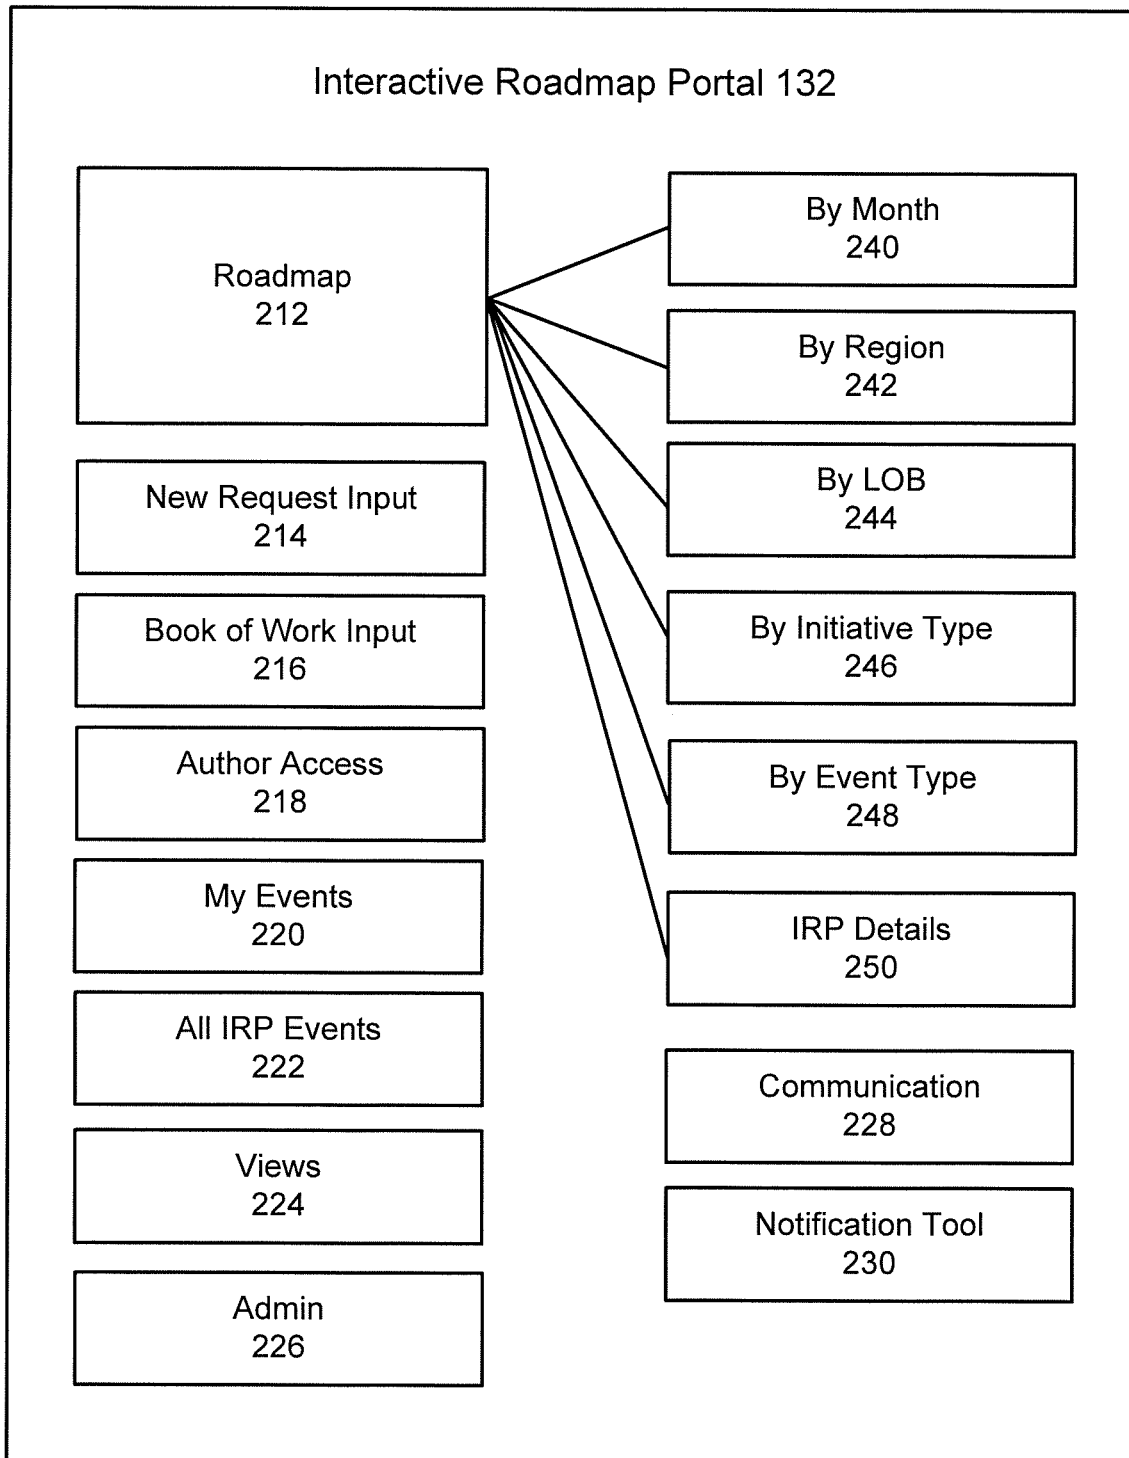 Interactive Roadmap Portal 132
Roadmap
212
New Request Input
214
Book of Work Input
216
Author Access
218
My Events
220
All IRP Events
222
Views
224
Admin
226
By Month
240
By Region
242
By LOB
244
By Initiative Type
246
By Event Type
248
IRP Details
250
Communication
228
Notification Tool
230